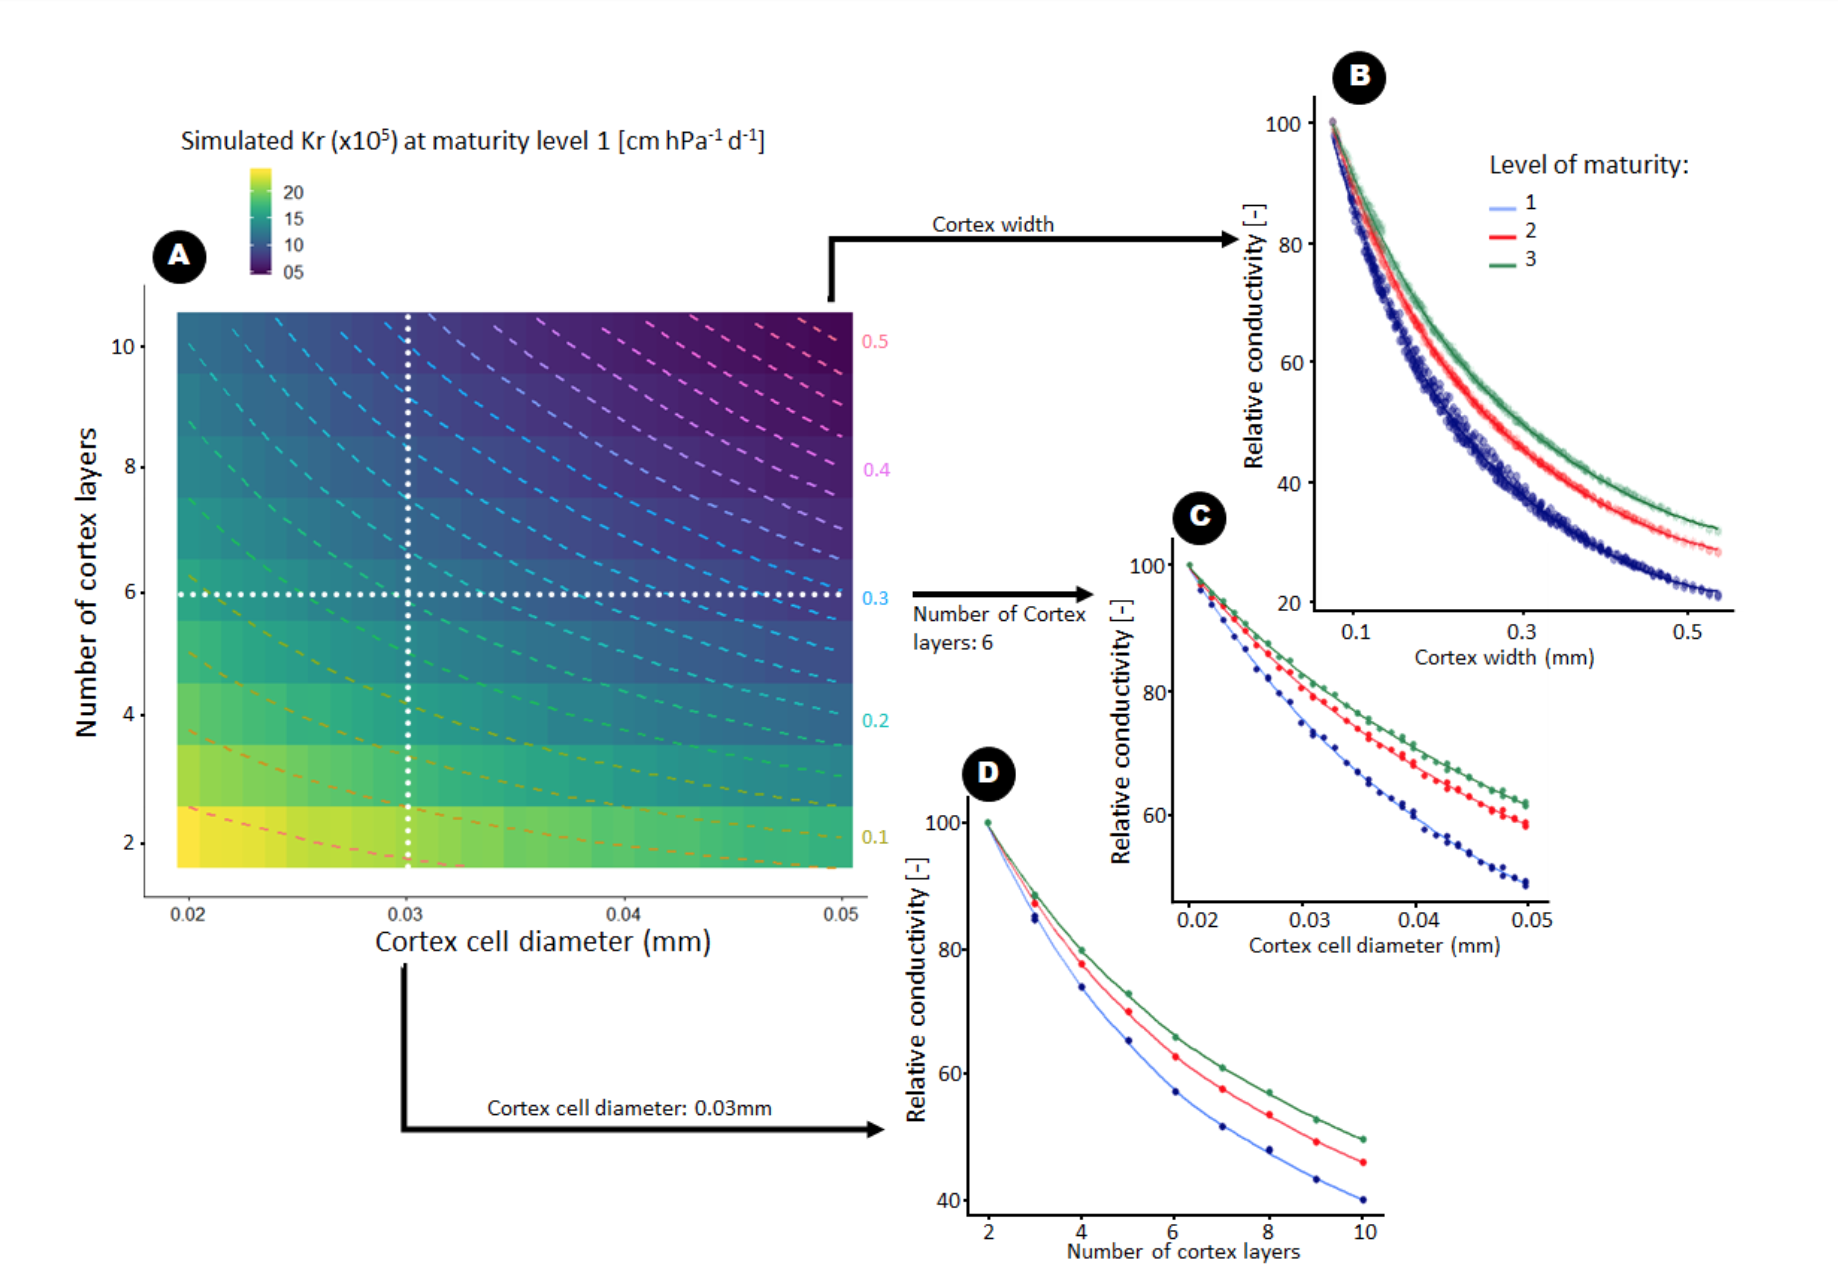 Simulated Kr (x10⁵) at maturity level 1 [cm hPa⁻¹ d⁻¹]
20
15
10
05
A
Number of cortex layers
10
8
6
4
2
0.5
0.4
0.3
0.2
0.1
0.02
0.03
0.04
0.05
Cortex cell diameter (mm)
Cortex width
Number of Cortex
layers: 6
Cortex cell diameter: 0.03mm
B
Level of maturity:
1
2
3
Relative conductivity [-]
100
80
60
40
20
0.1
0.3
0.5
Cortex width (mm)
C
Relative conductivity [-]
100
80
60
0.02
0.03
0.04
0.05
Cortex cell diameter (mm)
D
Relative conductivity [-]
100
80
60
40
2
4
6
8
10
Number of cortex layers